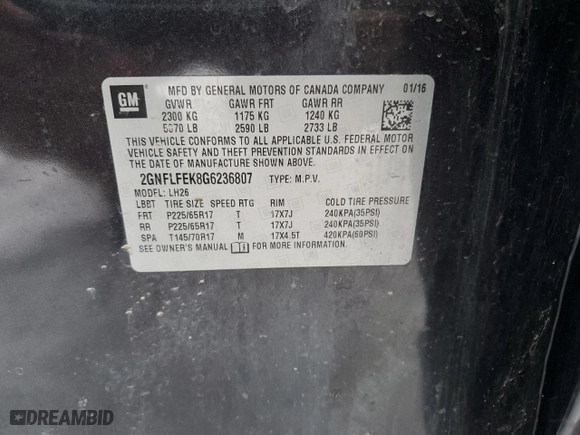 GM
MFD BY GENERAL MOTORS OF CANADA COMPANY 01/16
GVWR GAWR FRT GAWR RR
2300 KG 1175 KG 1240 KG
5070 LB 2590 LB 2733 LB
THIS VEHICLE CONFORMS TO ALL APPLICABLE U.S. FEDERAL MOTOR
VEHICLE SAFETY AND THEFT PREVENTION STANDARDS IN EFFECT ON
THE DATE OF MANUFACTURE SHOWN ABOVE.
2GNFLFEK8G6236807 TYPE: M.P.V.
MODEL: LH26
LBBT TIRE SIZE SPEED RTG RIM COLD TIRE PRESSURE
FRT P225/65R17 T 17X7J 240KPA(35PSI)
RR P225/65R17 T 17X7J 240KPA(35PSI)
SPA T145/70R17 M 17X4.5T 420KPA(60PSI)
SEE OWNER'S MANUAL FOR MORE INFORMATION.
DREAMBID